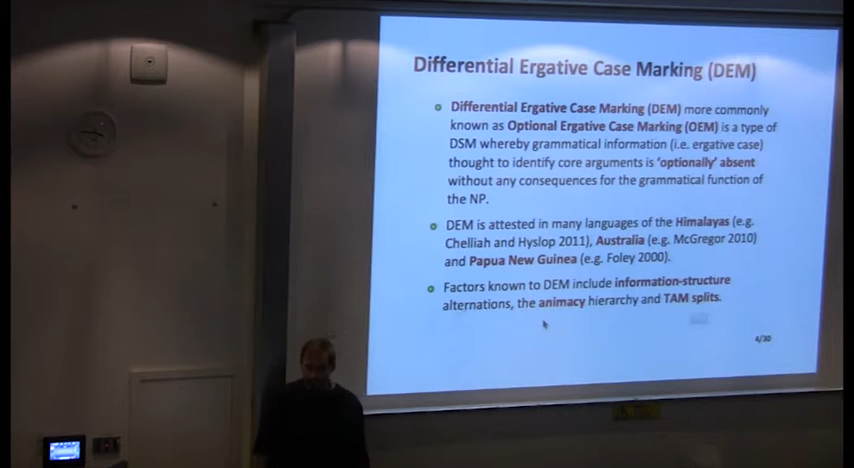 Differential Ergative Case Marking (DEM)
Differential Ergative Case Marking (DEM) more commonly
known as Optional Ergative Case Marking (OEM) is a type of
DSM whereby grammatical information (i.e. ergative case)
thought to identify core arguments is 'optionally' absent
without any consequences for the grammatical function of
the NP.
DEM is attested in many languages of the Himalayas (e.g.
Chelliah and Hyslop 2011), Australia (e.g. McGregor 2010)
and Papua New Guinea (e.g. Foley 2000).
Factors known to DEM include information-structure
alternations, the animacy hierarchy and TAM splits.
4/30